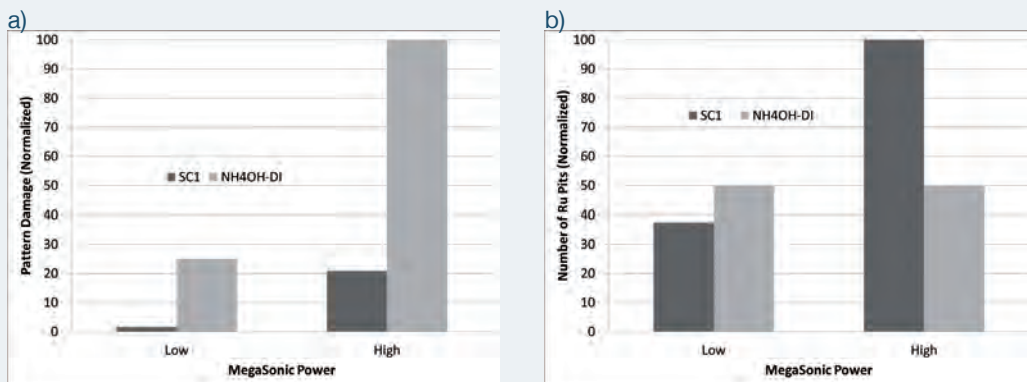 a)
100
90
80
70
60
50
40
30
20
10
0
Pattern Damage (Normalized)
SC1 NH4OH-DI
Low High
MegaSonic Power
b)
100
90
80
70
60
50
40
30
20
10
0
Number of Ru Pits (Normalized)
SC1 NH4OH-DI
Low High
MegaSonic Power